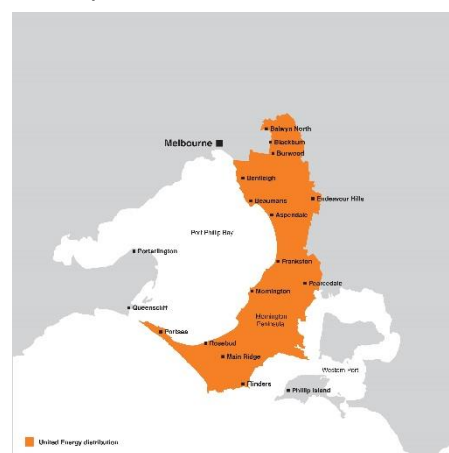 Balwyn North
Blackburn
Melbourne
Burwood
Bentleigh
Beaumaris
Endeavour Hills
Aspendale
Port Phillip Bay
Portarlington
Frankston
Pearcedale
Mornington
Queenscliff
Mornington
Peninsula
Portsea
Rosebud
Main Ridge
Western Port
Flinders
Phillip Island
United Energy distribution